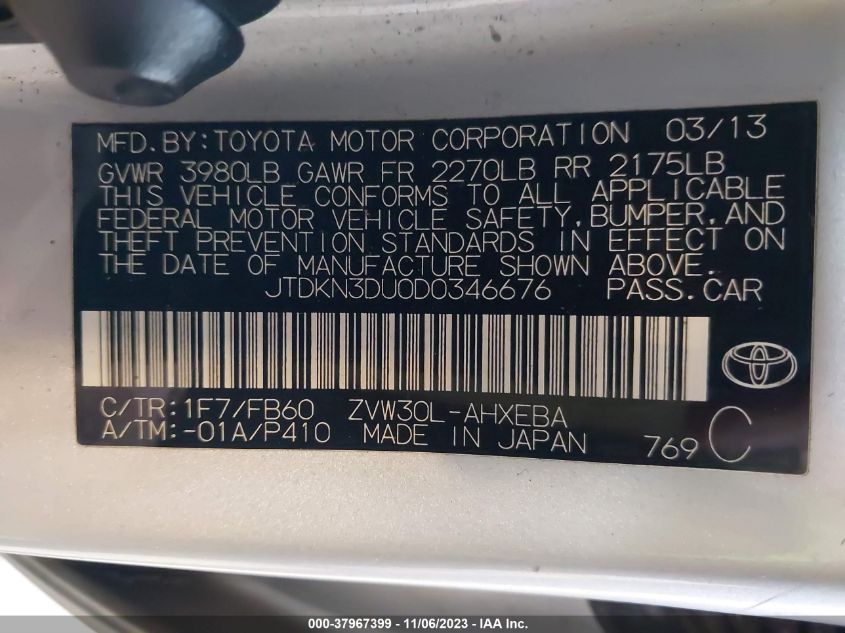 MFD.BY:TOYOTA MOTOR CORPORATION 03/13
GVWR 3980LB GAWR FR 2270LB RR 2175LB
THIS VEHICLE CONFORMS TO ALL APPLICABLE
FEDERAL MOTOR VEHICLE SAFETY,BUMPER,AND
THEFT PREVENTION STANDARDS IN EFFECT ON
THE DATE OF MANUFACTURE SHOWN ABOVE.
JTDKN3DU0D0346676 PASS.CAR
C/TR:1F7/FB60 ZVW30L-AHXEBA
A/TM:-01A/P410 MADE IN JAPAN 769 C
000-37967399 - 11/06/2023 - IAA Inc.